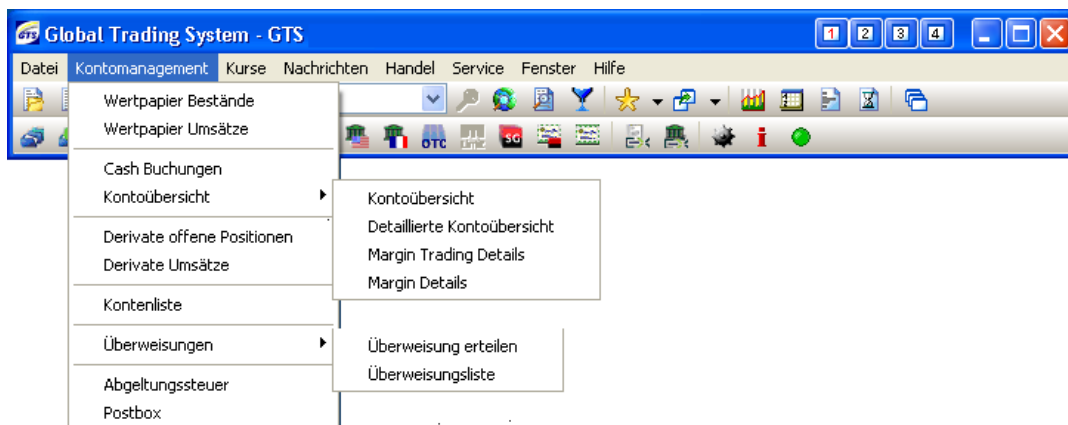 GTS Global Trading System - GTS 1 2 3 4
Datei Kontomanagement Kurse Nachrichten Handel Service Fenster Hilfe
Wertpapier Bestände
Wertpapier Umsätze
OTC SG
Cash Buchungen
Kontoübersicht
Kontoübersicht
Detaillierte Kontoübersicht
Margin Trading Details
Margin Details
Derivate offene Positionen
Derivate Umsätze
Kontenliste
Überweisungen
Überweisung erteilen
Überweisungsliste
Abgeltungssteuer
Postbox